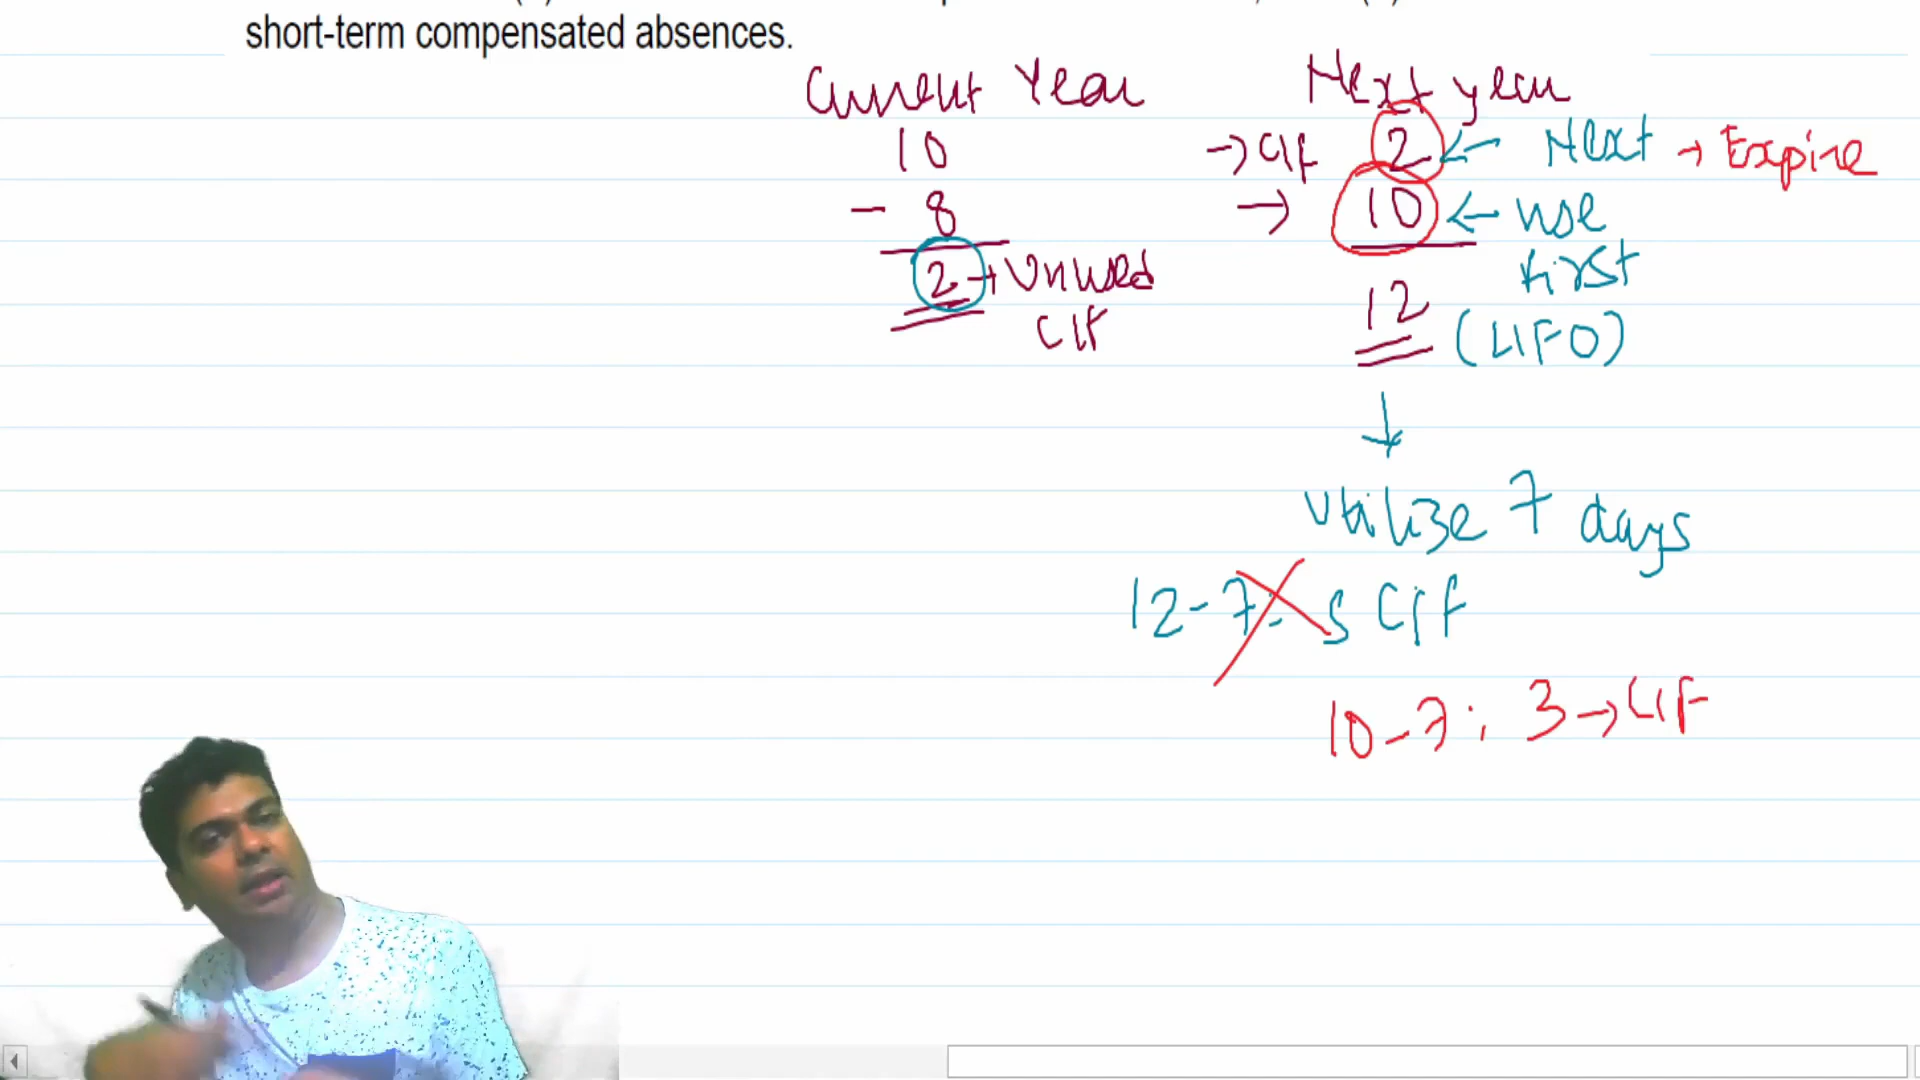 short-term compensated absences.
Current Year Next year
10 → C/F 2 ← Next → Expire
- 8 → 10 ← use
2 → Unused 12 first
C/F (LIFO)
↓
Utilize 7 days
12-7: 5 C/F
10-7: 3 → C/F